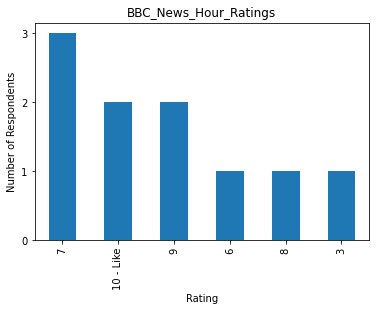 BBC_News_Hour_Ratings
Number of Respondents
3
2
1
0
7
10 - Like
9
6
8
3
Rating